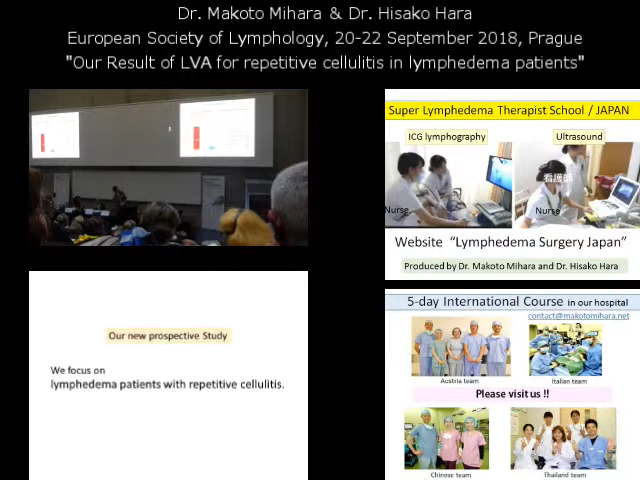 Dr. Makoto Mihara & Dr. Hisako Hara
European Society of Lymphology, 20-22 September 2018, Prague
"Our Result of LVA for repetitive cellulitis in lymphedema patients"
Super Lymphedema Therapist School / JAPAN
ICG lymphography
Ultrasound
看護師
Nurse
Nurse
Website "Lymphedema Surgery Japan"
Produced by Dr. Makoto Mihara and Dr. Hisako Hara
Our new prospective Study
We focus on
lymphedema patients with repetitive cellulitis.
5-day International Course in our hospital
contact@makotomihara.net
Austria team
Italian team
Please visit us !!
Chinese team
Thailand team